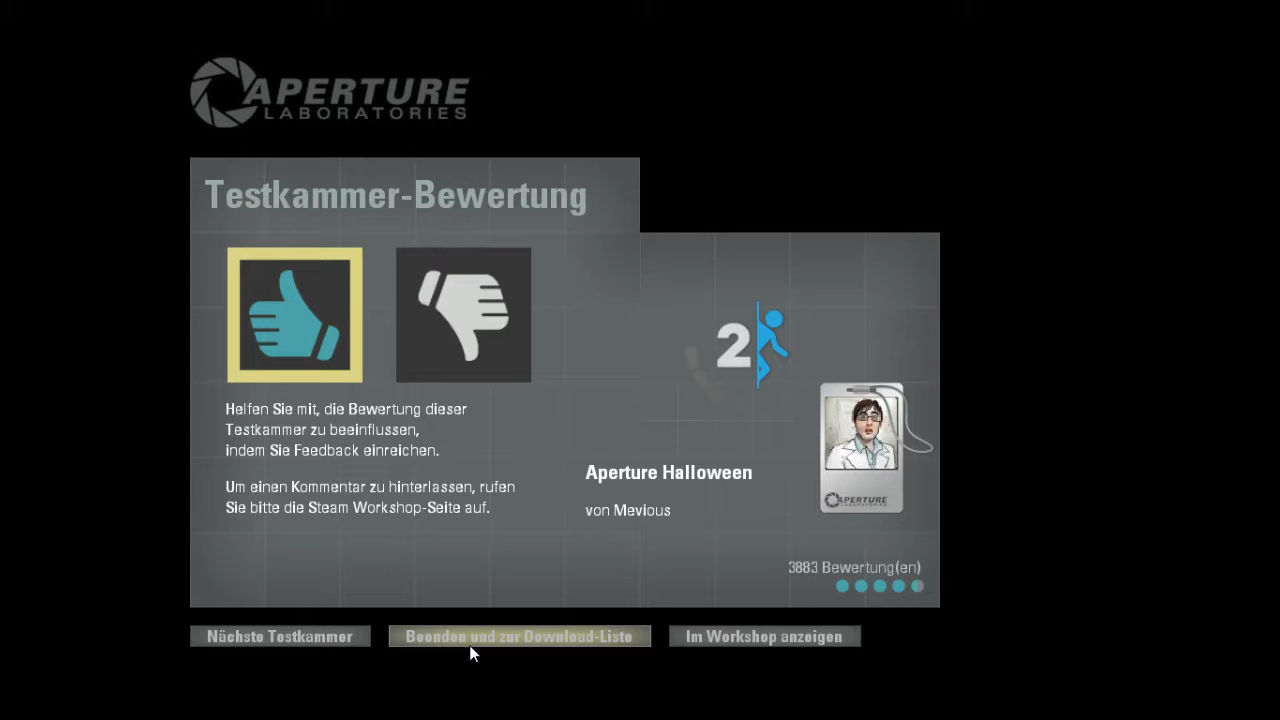 APERTURE
LABORATORIES
Testkammer-Bewertung
Helfen Sie mit, die Bewertung dieser
Testkammer zu beeinflussen,
indem Sie Feedback einreichen.
Um einen Kommentar zu hinterlassen, rufen
Sie bitte die Steam Workshop-Seite auf.
2
Aperture Halloween
von Mevious
APERTURE
LABORATORIES
3883 Bewertung(en)
Nächste Testkammer
Beenden und zur Download-Liste
Im Workshop anzeigen